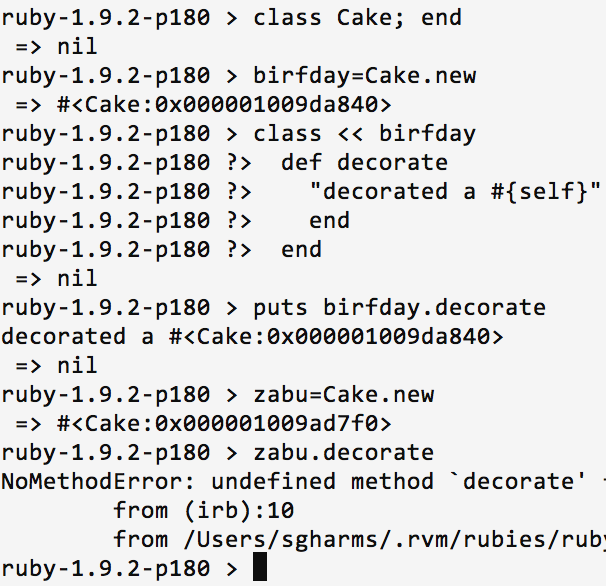 ruby-1.9.2-p180 > class Cake; end
 => nil
ruby-1.9.2-p180 > birfday=Cake.new
 => #<Cake:0x000001009da840>
ruby-1.9.2-p180 > class << birfday
ruby-1.9.2-p180 ?>  def decorate
ruby-1.9.2-p180 ?>    "decorated a #{self}"
ruby-1.9.2-p180 ?>    end
ruby-1.9.2-p180 ?>  end
 => nil
ruby-1.9.2-p180 > puts birfday.decorate
decorated a #<Cake:0x000001009da840>
 => nil
ruby-1.9.2-p180 > zabu=Cake.new
 => #<Cake:0x000001009ad7f0>
ruby-1.9.2-p180 > zabu.decorate
NoMethodError: undefined method `decorate'
        from (irb):10
        from /Users/sgharms/.rvm/rubies/ruby
ruby-1.9.2-p180 >